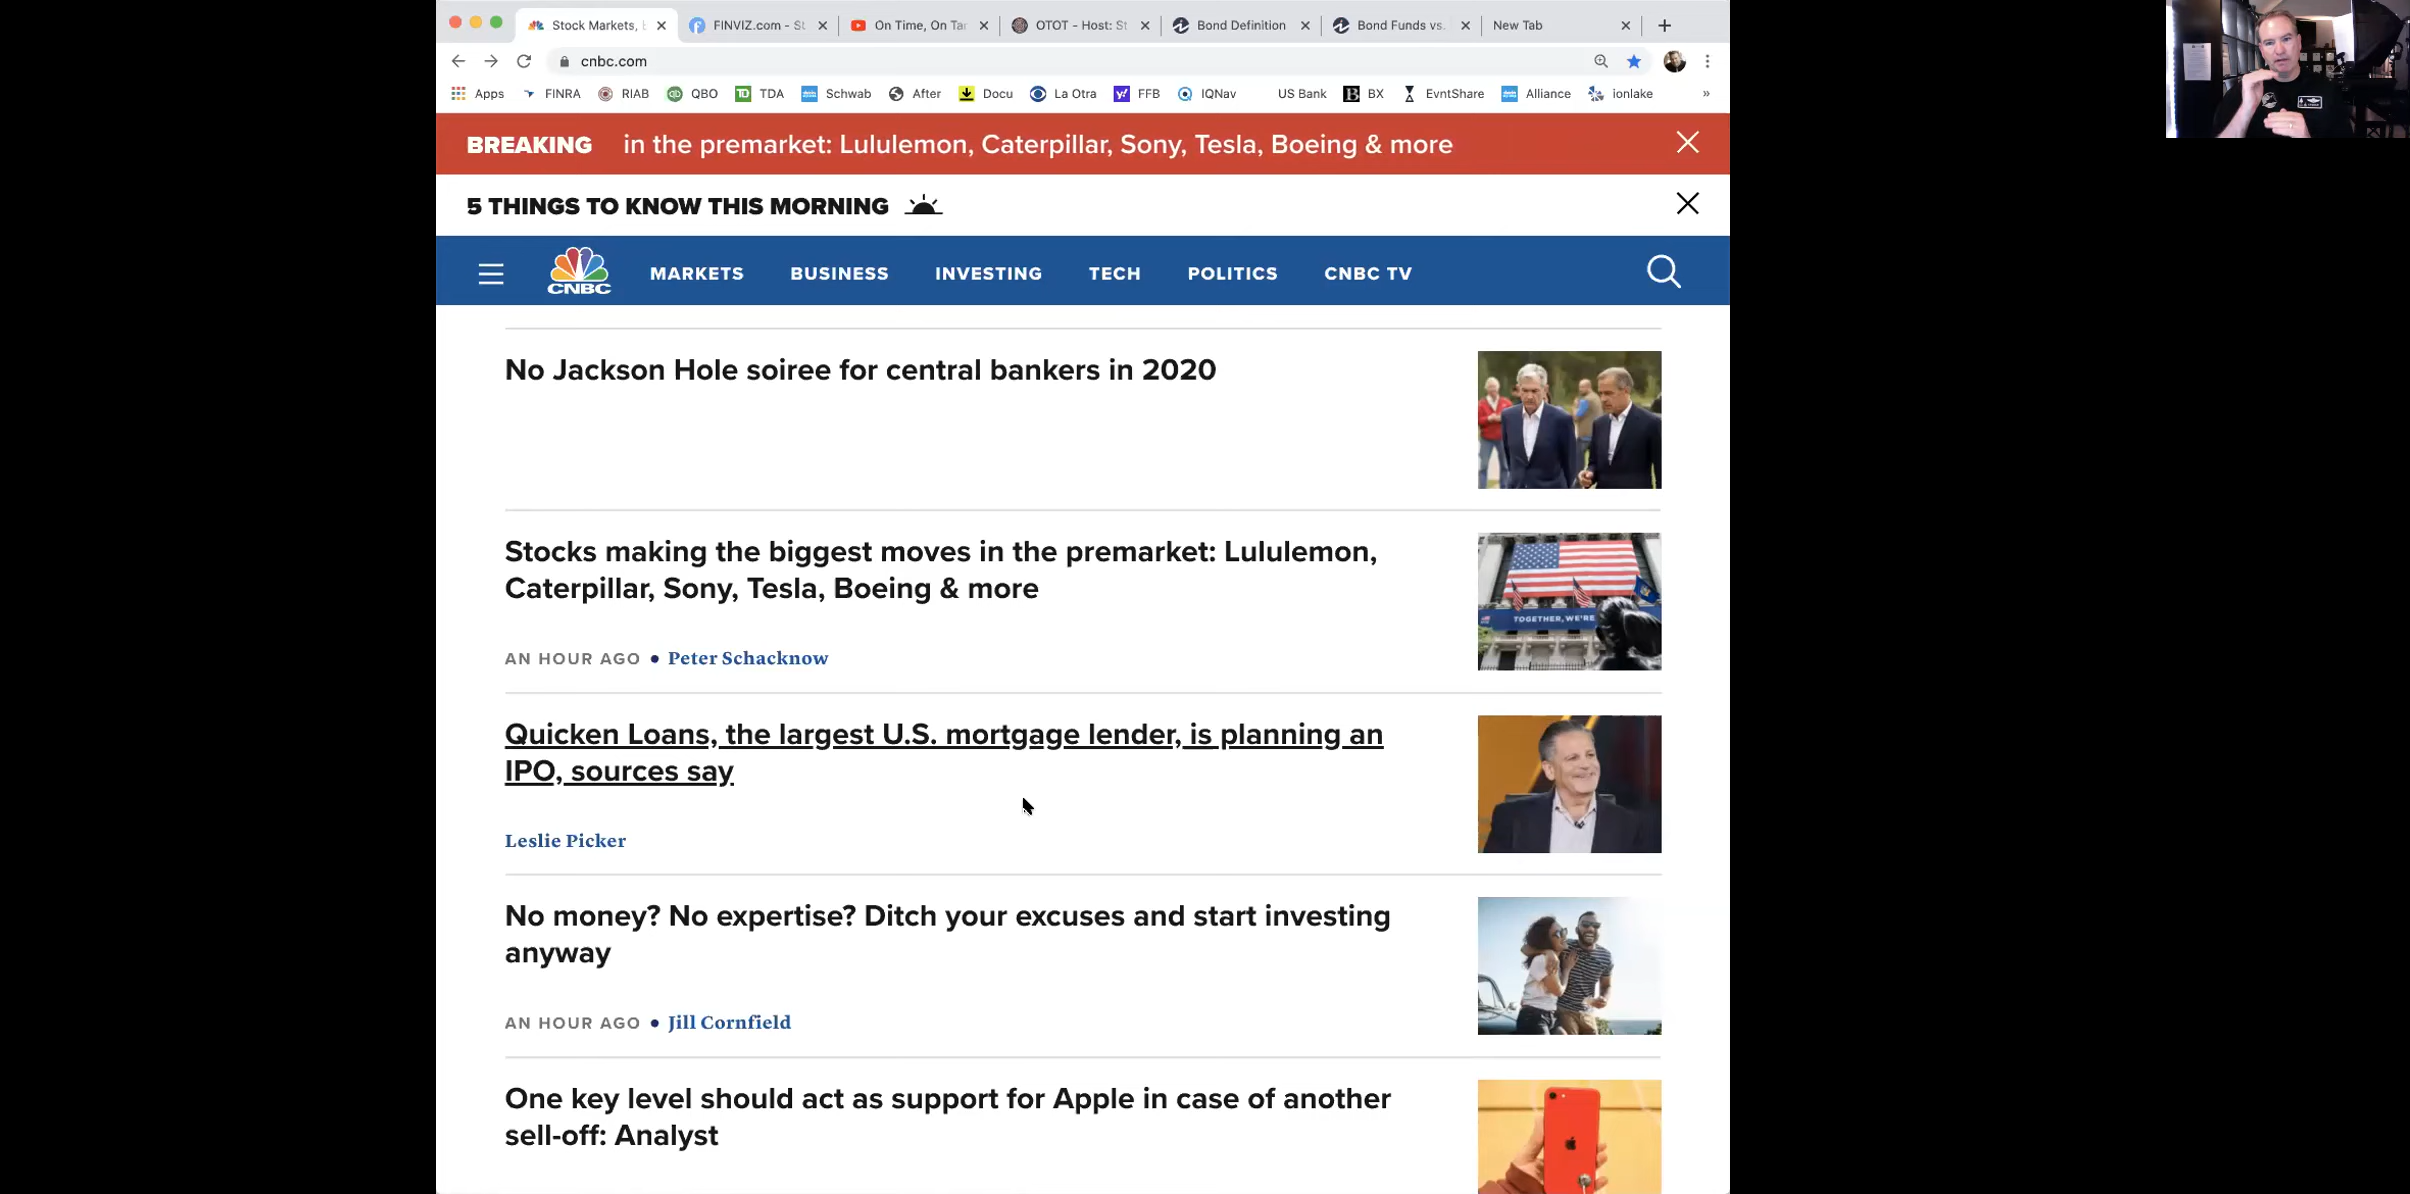 Stock Markets,
FINVIZ.com - St
On Time, On Tar
OTOT - Host: St
Bond Definition
Bond Funds vs.
New Tab
cnbc.com
Apps
FINRA
RIAB
QBO
TDA
Schwab
After
Docu
La Otra
FFB
IQNav
US Bank
BX
EvntShare
Alliance
ionlake
»
BREAKING in the premarket: Lululemon, Caterpillar, Sony, Tesla, Boeing & more
5 THINGS TO KNOW THIS MORNING
CNBC
MARKETS
BUSINESS
INVESTING
TECH
POLITICS
CNBC TV
No Jackson Hole soiree for central bankers in 2020
Stocks making the biggest moves in the premarket: Lululemon,
Caterpillar, Sony, Tesla, Boeing & more
TOGETHER, WE'RE
AN HOUR AGO • Peter Schacknow
Quicken Loans, the largest U.S. mortgage lender, is planning an
IPO, sources say
Leslie Picker
No money? No expertise? Ditch your excuses and start investing
anyway
AN HOUR AGO • Jill Cornfield
One key level should act as support for Apple in case of another
sell-off: Analyst